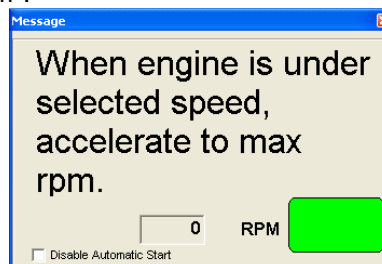 Message
When engine is under
selected speed,
accelerate to max
rpm.
0 RPM
Disable Automatic Start